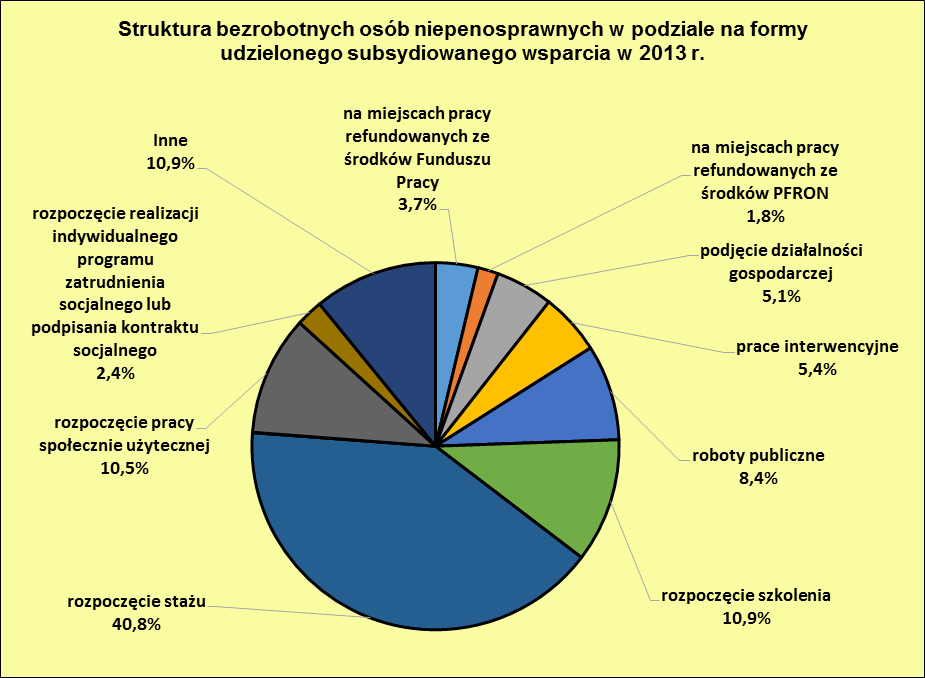 Struktura bezrobotnych osób niepenosprawnych w podziale na formy
udzielonego subsydiowanego wsparcia w 2013 r.
na miejscach pracy
refundowanych ze
środków Funduszu
Pracy
3,7%
na miejscach pracy
refundowanych ze
środków PFRON
1,8%
podjęcie działalności
gospodarczej
5,1%
prace interwencyjne
5,4%
roboty publiczne
8,4%
rozpoczęcie szkolenia
10,9%
rozpoczęcie stażu
40,8%
rozpoczęcie pracy
społecznie użytecznej
10,5%
rozpoczęcie realizacji
indywidualnego
programu
zatrudnienia
socjalnego lub
podpisania kontraktu
socjalnego
2,4%
Inne
10,9%